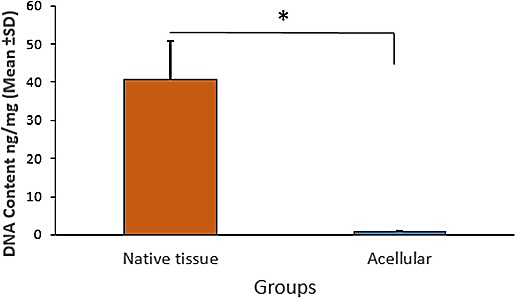 DNA Content ng/mg (Mean ±SD)
60
50
40
30
20
10
0
*
Native tissue
Acellular
Groups